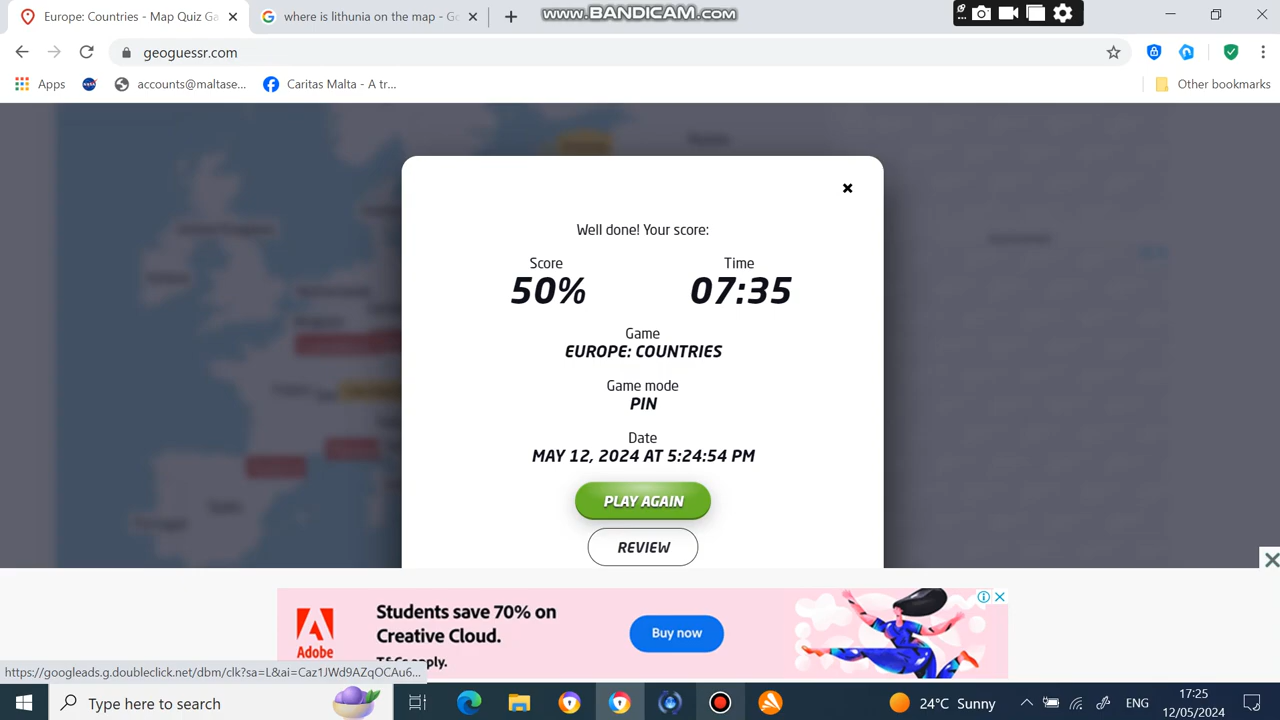 Europe: Countries - Map Quiz Ga
where is lithuta on the map - Go
www.BANDICAM.com
geoguessr.com
Apps
accounts@maltase...
Caritas Malta - A tr...
Other bookmarks
Well done! Your score:
Score
Time
50%
07:35
Game
EUROPE: COUNTRIES
Game mode
PIN
Date
MAY 12, 2024 AT 5:24:54 PM
PLAY AGAIN
REVIEW
Adobe
Students save 70% on
Creative Cloud.
T&Cs apply.
Buy now
https://googleads.g.doubleclick.net/dbm/clk?sa=L&ai=Caz1JWd9AZqOCAu6...
Type here to search
24°C Sunny
ENG
17:25
12/05/2024